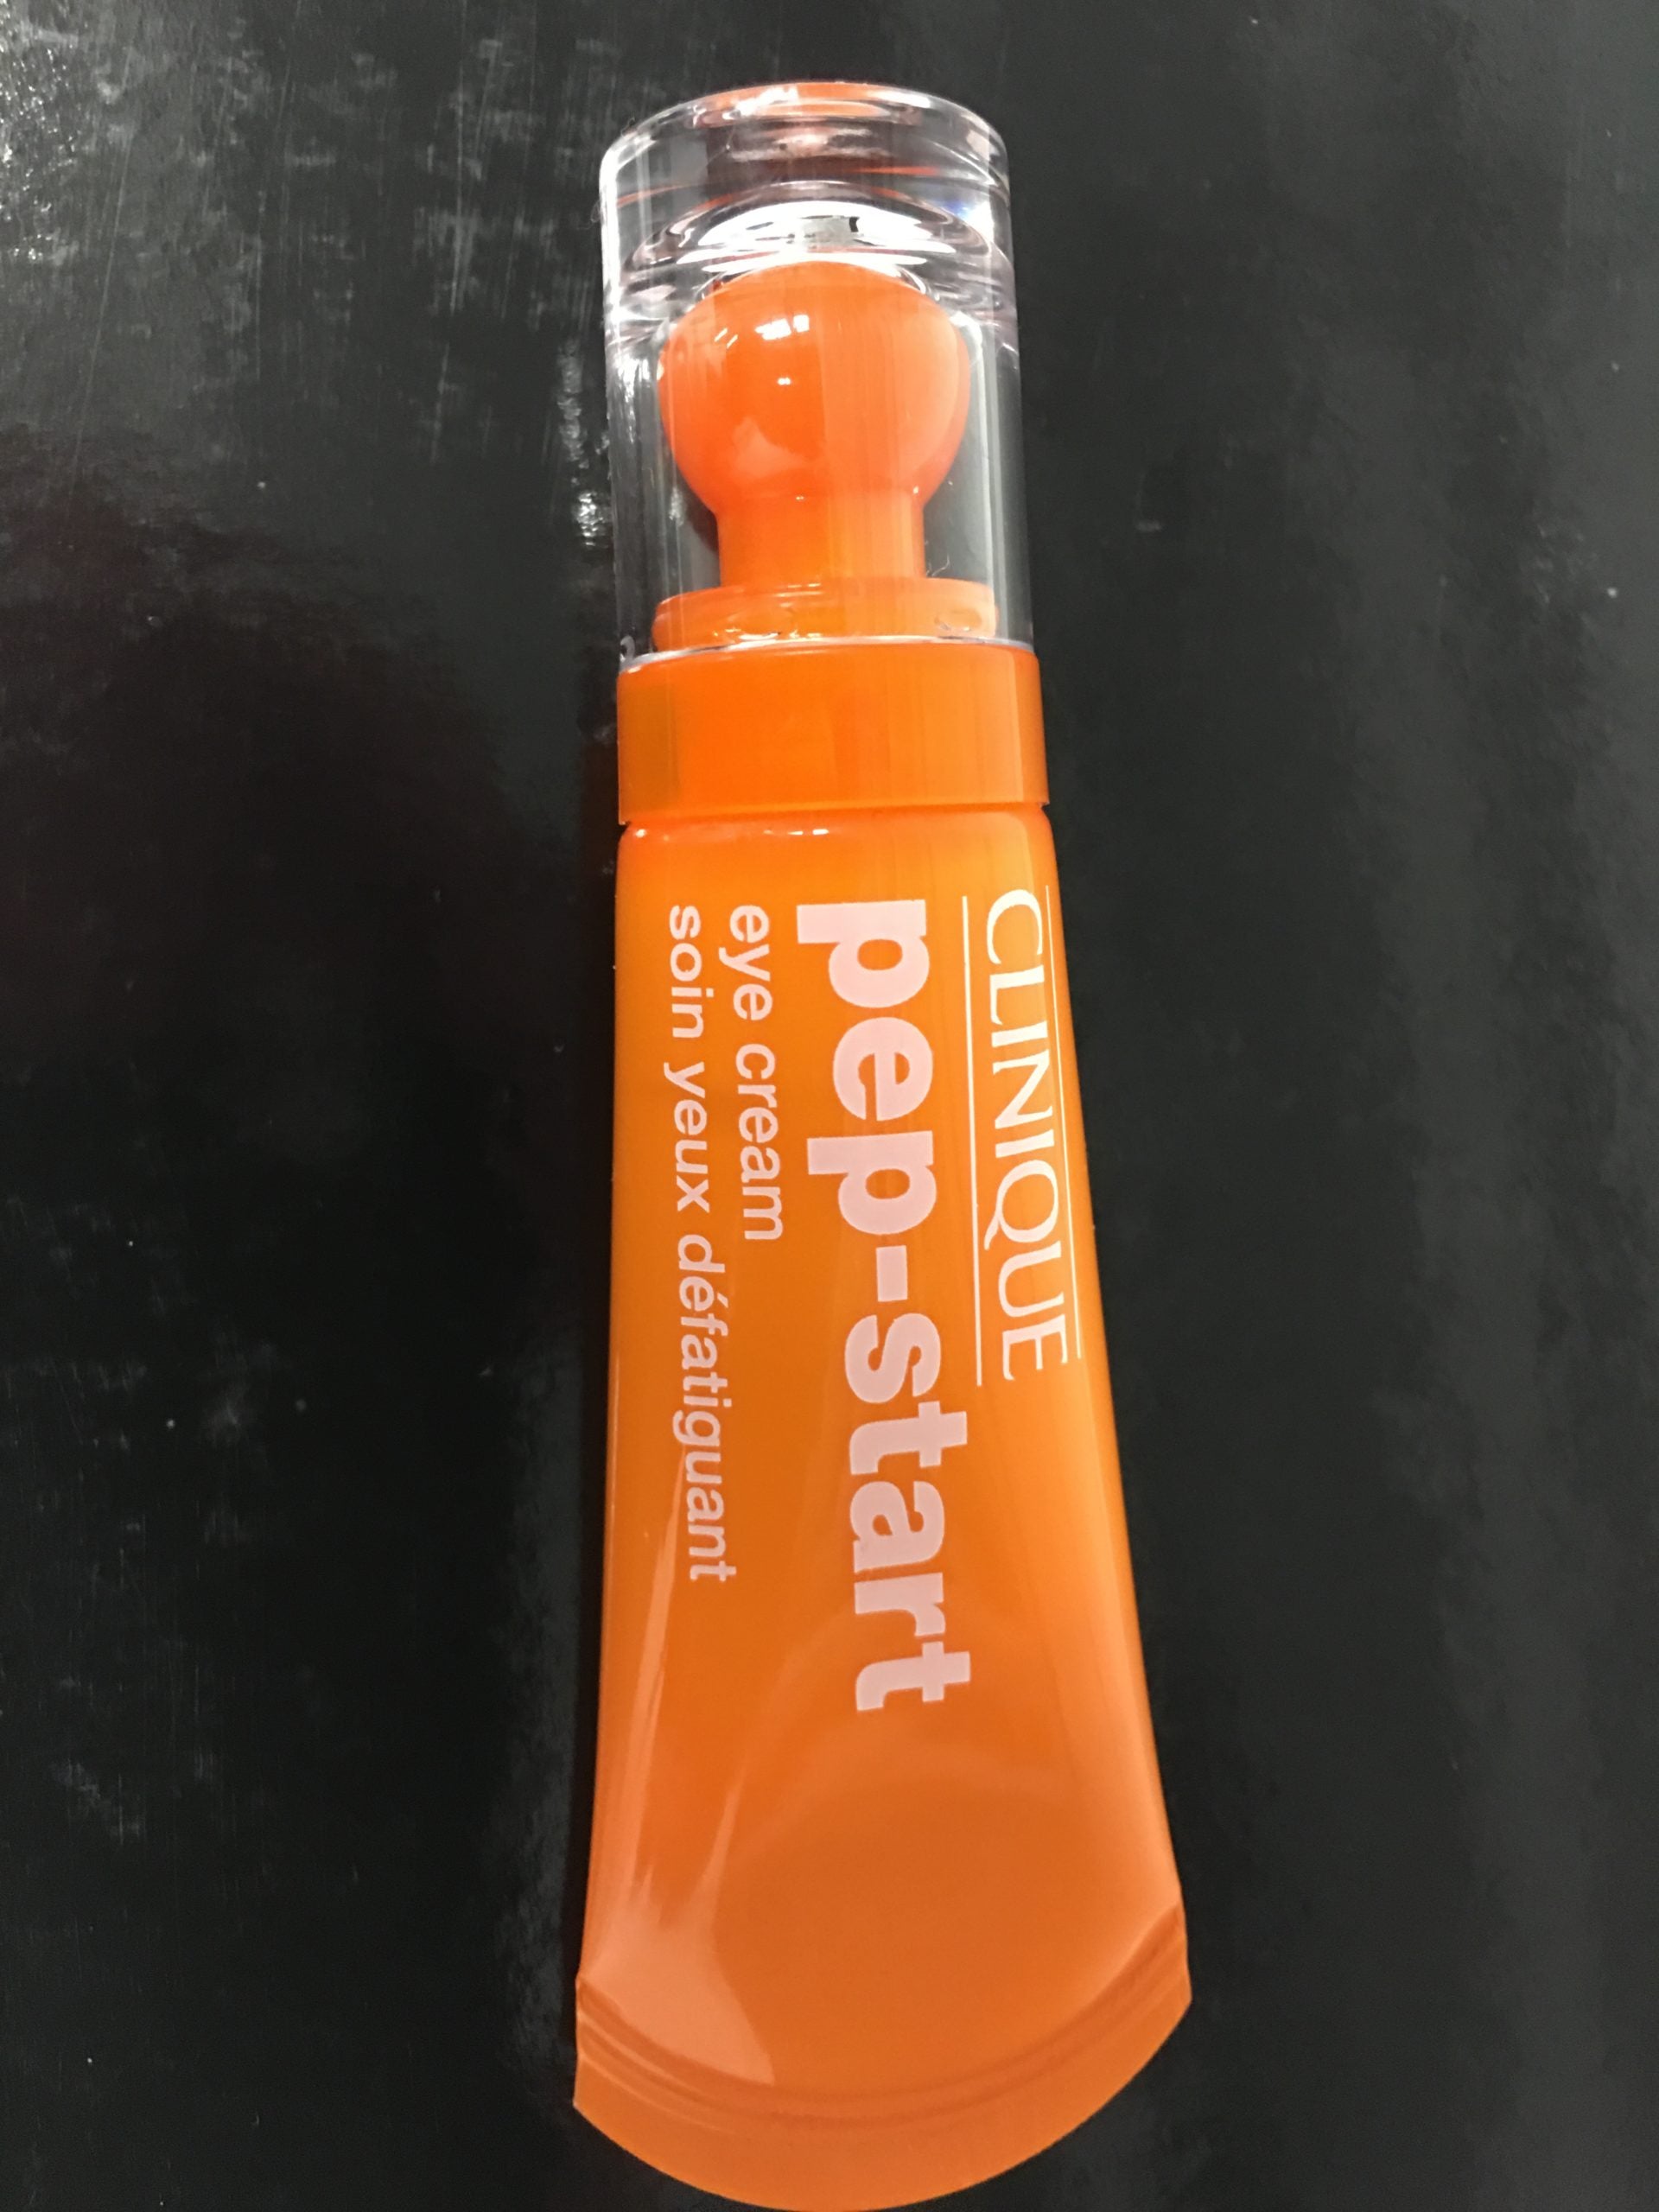 CLINIQUE
pep-start
eye cream
soin yeux défatiguant